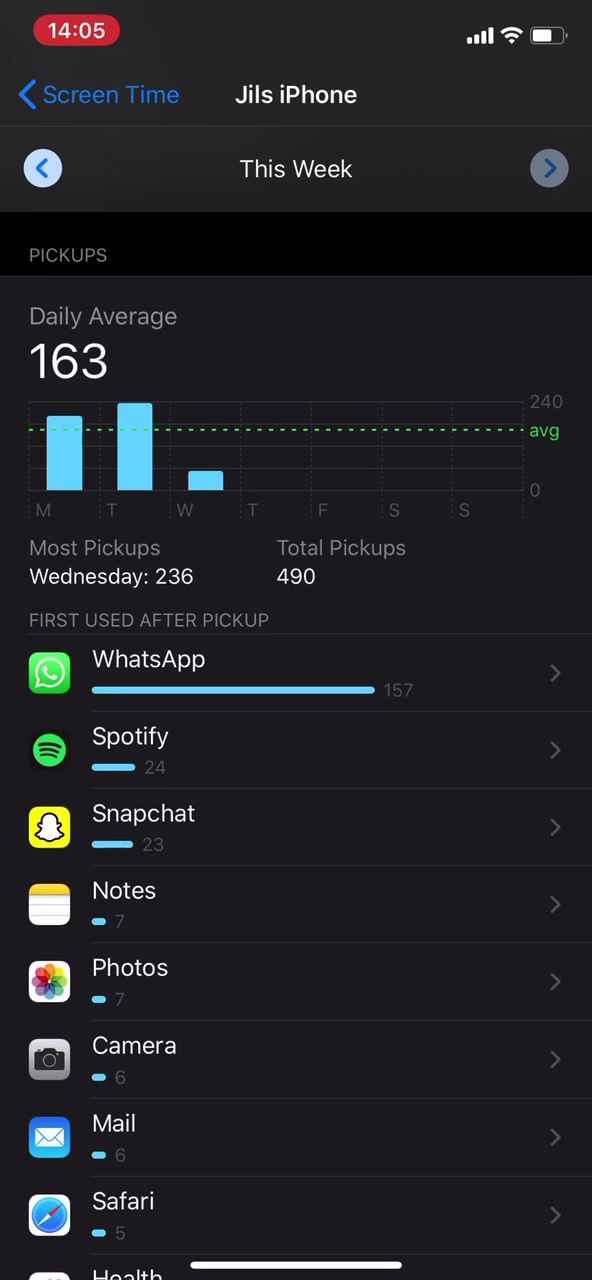 14:05
Screen Time
Jils iPhone
This Week
PICKUPS
Daily Average
163
240
avg
0
M T W T F S S
Most Pickups Total Pickups
Wednesday: 236 490
FIRST USED AFTER PICKUP
WhatsApp
157
Spotify
24
Snapchat
23
Notes
7
Photos
7
Camera
6
Mail
6
Safari
5
Health